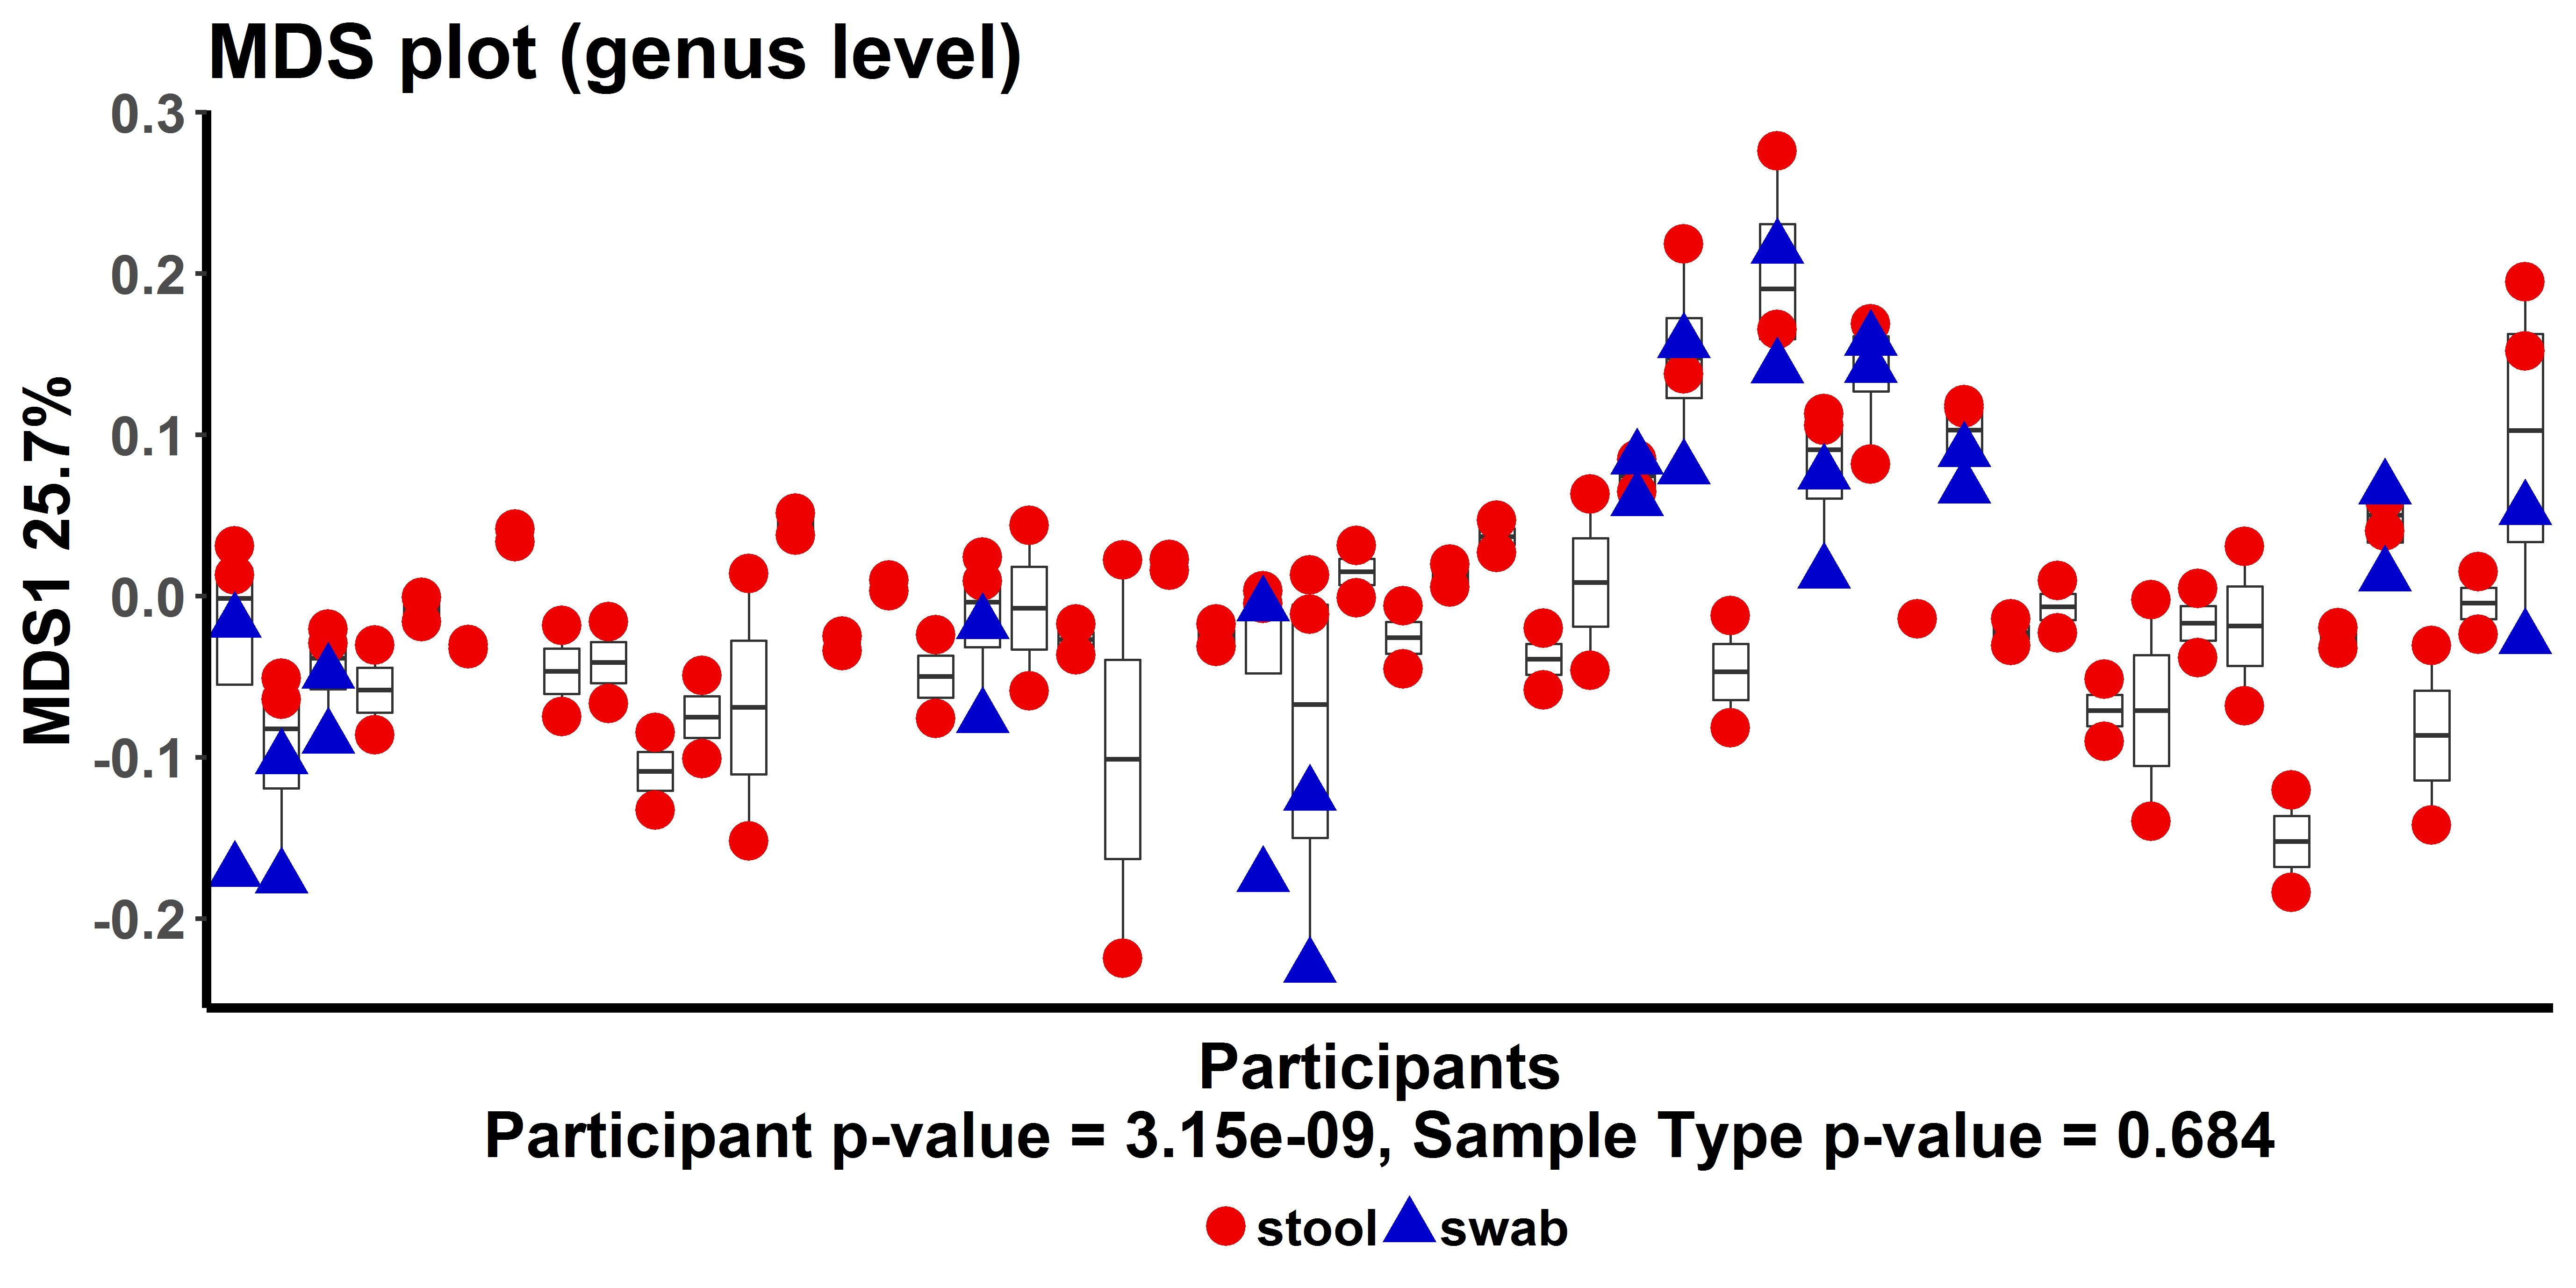 MDS plot (genus level)
0.3
0.2
0.1
0.0
-0.1
-0.2
MDS1 25.7%
Participants
Participant p-value = 3.15e-09, Sample Type p-value = 0.684
stool swab